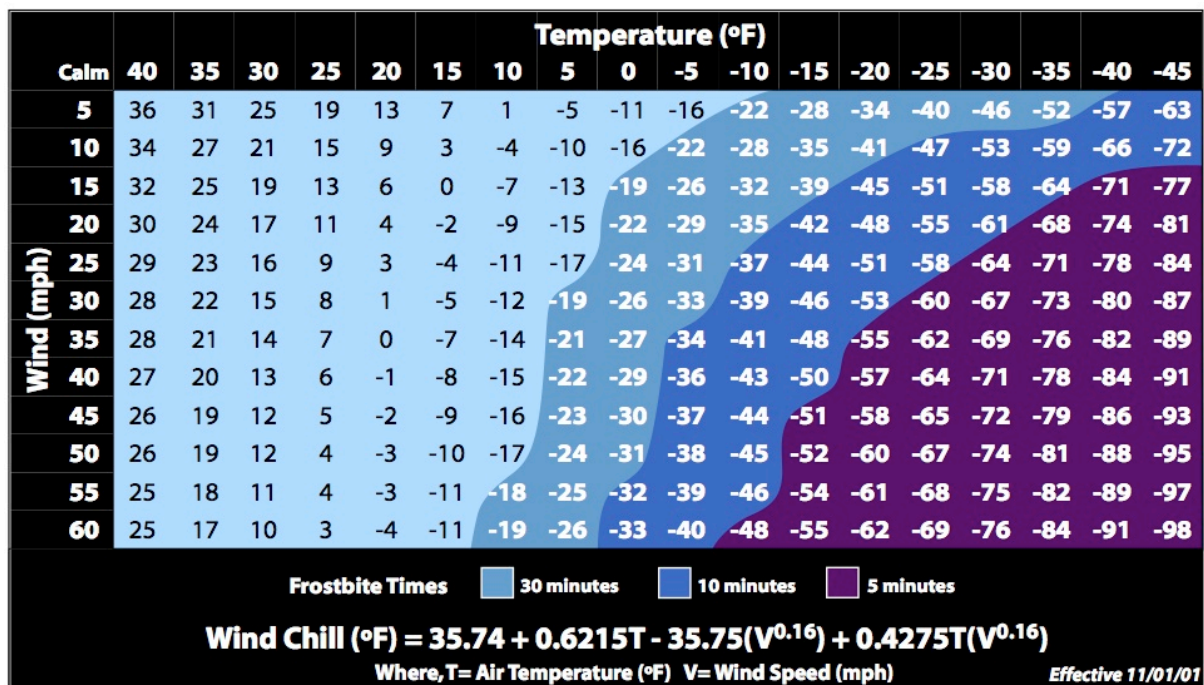 Temperature (ºF)
Calm 40 35 30 25 20 15 10 5 0 -5 -10 -15 -20 -25 -30 -35 -40 -45
Wind (mph)
5 36 31 25 19 13 7 1 -5 -11 -16 -22 -28 -34 -40 -46 -52 -57 -63
10 34 27 21 15 9 3 -4 -10 -16 -22 -28 -35 -41 -47 -53 -59 -66 -72
15 32 25 19 13 6 0 -7 -13 -19 -26 -32 -39 -45 -51 -58 -64 -71 -77
20 30 24 17 11 4 -2 -9 -15 -22 -29 -35 -42 -48 -55 -61 -68 -74 -81
25 29 23 16 9 3 -4 -11 -17 -24 -31 -37 -44 -51 -58 -64 -71 -78 -84
30 28 22 15 8 1 -5 -12 -19 -26 -33 -39 -46 -53 -60 -67 -73 -80 -87
35 28 21 14 7 0 -7 -14 -21 -27 -34 -41 -48 -55 -62 -69 -76 -82 -89
40 27 20 13 6 -1 -8 -15 -22 -29 -36 -43 -50 -57 -64 -71 -78 -84 -91
45 26 19 12 5 -2 -9 -16 -23 -30 -37 -44 -51 -58 -65 -72 -79 -86 -93
50 26 19 12 4 -3 -10 -17 -24 -31 -38 -45 -52 -60 -67 -74 -81 -88 -95
55 25 18 11 4 -3 -11 -18 -25 -32 -39 -46 -54 -61 -68 -75 -82 -89 -97
60 25 17 10 3 -4 -11 -19 -26 -33 -40 -48 -55 -62 -69 -76 -84 -91 -98
Frostbite Times 30 minutes 10 minutes 5 minutes
Wind Chill (ºF) = 35.74 + 0.6215T - 35.75(V^0.16) + 0.4275T(V^0.16)
Where, T= Air Temperature (ºF) V= Wind Speed (mph)
Effective 11/01/01